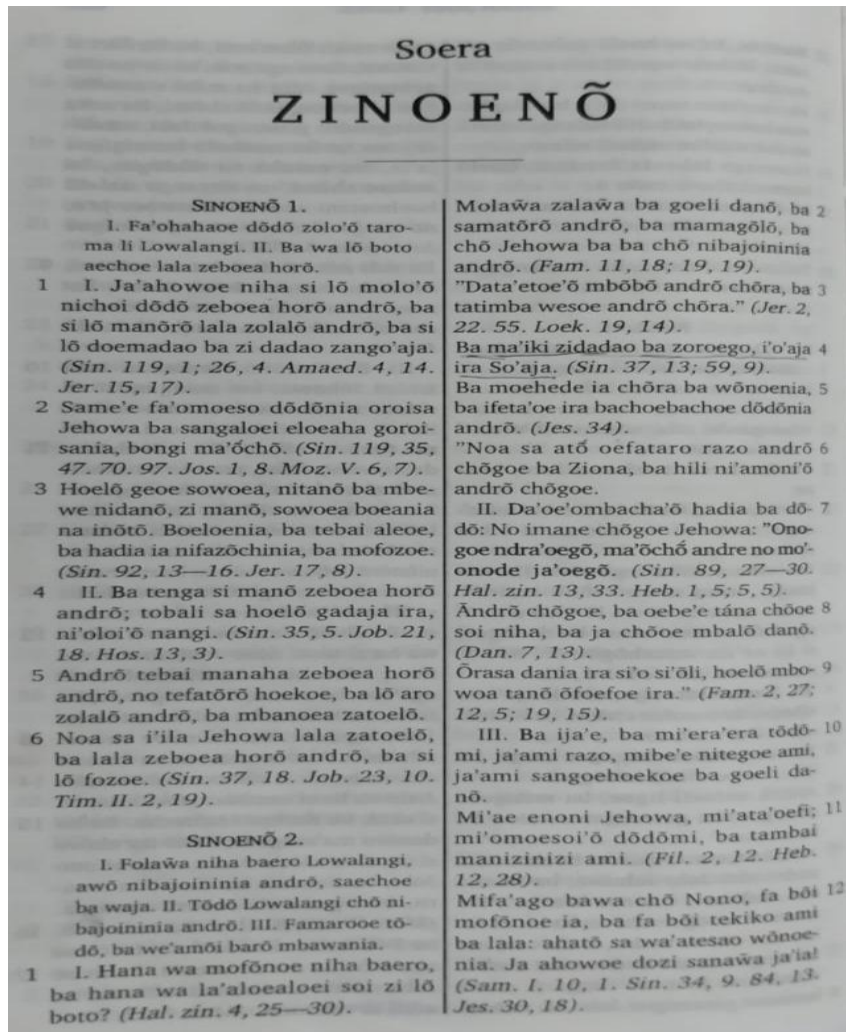 Soera
ZINOENÕ
SINOENÕ 1.
I. Fa'ohahaoe dõdõ zolo'õ taro-
ma li Lowalangi. II. Ba wa lõ boto
aechoe lala zeboea horõ.
1 I. Ja'ahowoe niha si lõ molo'õ
nichoi dõdõ zeboea horõ andrõ, ba
si lõ manõrõ lala zolalõ andrõ, ba si
lõ doemadao ba zi dadao zango'aja.
(Sin. 119, 1; 26, 4. Amaed. 4, 14.
Jer. 15, 17).
2 Same'e fa'omoeso dõdõnia oroisa
Jehowa ba sangaloei eloeaha goroi-
sania, bongi ma'ṍchõ. (Sin. 119, 35,
47. 70. 97. Jos. 1, 8. Moz. V. 6, 7).
3 Hoelõ geoe sowoea, nitanõ ba mbe-
we nidanõ, zi manõ, sowoea boeania
na inõtõ. Boeloenia, ba tebai aleoe,
ba hadia ia nifazõchinia, ba mofozoe.
(Sin. 92, 13—16. Jer. 17, 8).
4 II. Ba tenga si manõ zeboea horõ
andrõ; tobali sa hoelõ gadaja ira,
ni'oloi'õ nangi. (Sin. 35, 5. Job. 21,
18. Hos. 13, 3).
5 Andrõ tebai manaha zeboea horõ
andrõ, no tefatõrõ hoekoe, ba lõ aro
zolalõ andrõ, ba mbanoea zatoelõ.
6 Noa sa i'ila Jehowa lala zatoelõ,
ba lala zeboea horõ andrõ, ba si
lõ fozoe. (Sin. 37, 18. Job. 23, 10.
Tim. II. 2, 19).
SINOENÕ 2.
I. Folaw̃a niha baero Lowalangi,
awõ nibajoininia andrõ, saechoe
ba waja. II. Tõdõ Lowalangi chõ ni-
bajoininia andrõ. III. Famarooe tõ-
dõ, ba we'amõi barõ mbawania.
1 I. Hana wa mofõnoe niha baero,
ba hana wa la'aloealoei soi zi lõ
boto? (Hal. zin. 4, 25—30).
Molaw̃a zalaw̃a ba goeli danõ, ba 2
samatõrõ andrõ, ba mamagõlõ, ba
chõ Jehowa ba ba chõ nibajoininia
andrõ. (Fam. 11, 18; 19, 19).
"Data'etoe'õ mbõbõ andrõ chõra, ba 3
tatimba wesoe andrõ chõra." (Jer. 2,
22. 55. Loek. 19, 14).
Ba ma'iki zidadao ba zoroego, i'o'aja 4
ira So'aja. (Sin. 37, 13; 59, 9).
Ba moehede ia chõra ba wõnoenia, 5
ba ifeta'oe ira bachoebachoe dõdõnia
andrõ. (Jes. 34).
"Noa sa atṍ oefataro razo andrõ 6
chõgoe ba Ziona, ba hili ni'amoni'õ
andrõ chõgoe.
II. Da'oe'ombacha'õ hadia ba dõ- 7
dõ: No imane chõgoe Jehowa: "Ono-
goe ndra'oegõ, ma'õchṍ andre no mo'-
onode ja'oegõ. (Sin. 89, 27—30.
Hal. zin. 13, 33. Heb. 1, 5; 5, 5).
Ãndrõ chõgoe, ba oebe'e tána chõoe 8
soi niha, ba ja chõoe mbalõ danõ.
(Dan. 7, 13).
Õrasa dania ira si'o si'õli, hoelõ mbo- 9
woa tanõ õfoefoe ira." (Fam. 2, 27;
12, 5; 19, 15).
III. Ba ija'e, ba mi'era'era tõdõ- 10
mi, ja'ami razo, mibe'e nitegoe ami,
ja'ami sangoehoekoe ba goeli da-
nõ.
Mi'ae enoni Jehowa, mi'ata'oefi; 11
mi'omoesoi'õ dõdõmi, ba tambai
manizinizi ami. (Fil. 2, 12. Heb.
12, 28).
Mifa'ago bawa chõ Nono, fa bõi 12
mofõnoe ia, ba fa bõi tekiko ami
ba lala: ahatõ sa wa'atesao wõnoe-
nia. Ja ahowoe dozi sanaw̃a ja'ia!
(Sam. I. 10, 1. Sin. 34, 9. 84, 13.
Jes. 30, 18).